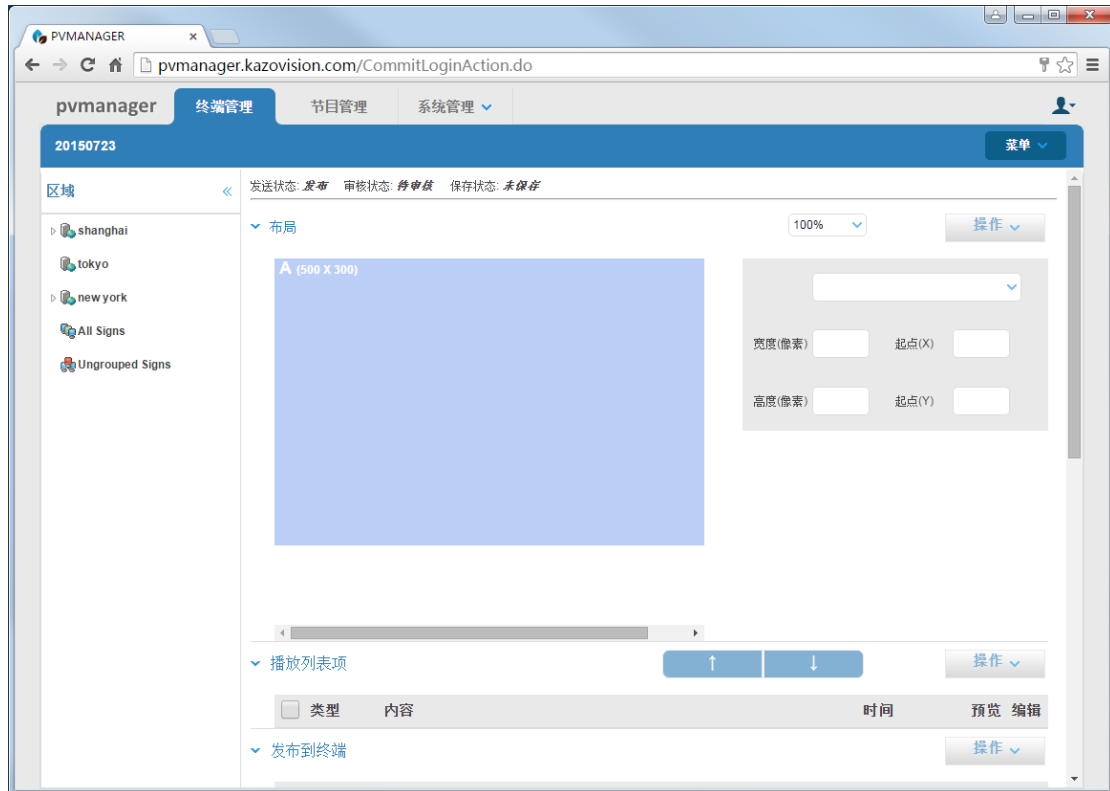 PVMANAGER
pvmanager.kazovision.com/CommitLoginAction.do
pvmanager 终端管理 节目管理 系统管理
20150723 菜单
区域
shanghai
tokyo
new york
All Signs
Ungrouped Signs
发送状态: 发布 审核状态: 待审核 保存状态: 未保存
布局 100% 操作
A (500 X 300)
宽度(像素) 起点(X)
高度(像素) 起点(Y)
播放列表项 ↑ ↓ 操作
类型 内容 时间 预览 编辑
发布到终端 操作